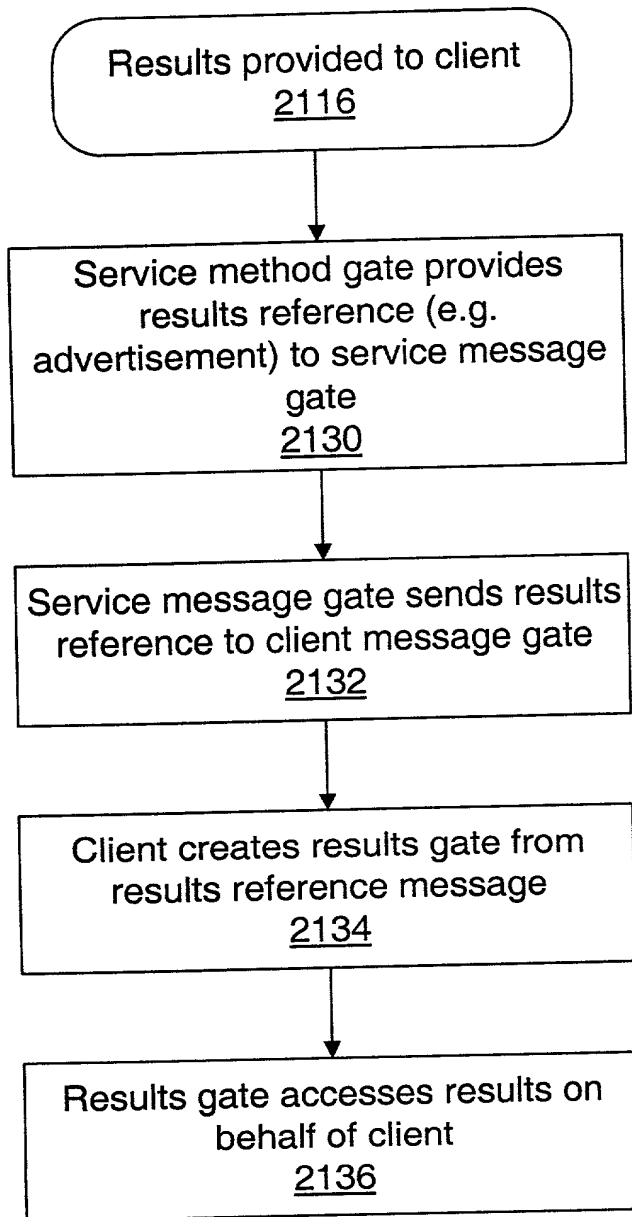 Results provided to client
2116
Service method gate provides
results reference (e.g.
advertisement) to service message
gate
2130
Service message gate sends results
reference to client message gate
2132
Client creates results gate from
results reference message
2134
Results gate accesses results on
behalf of client
2136